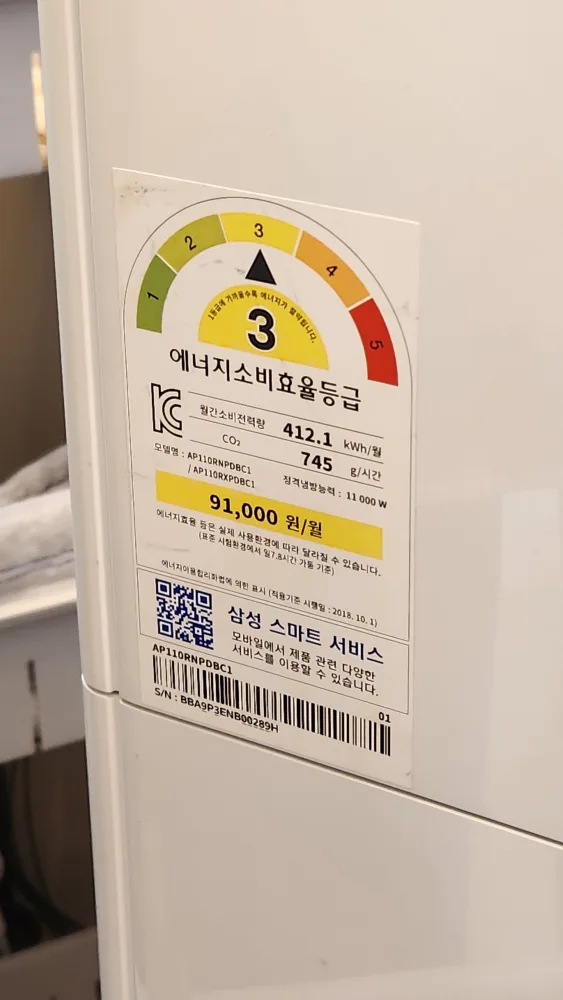 1
2
3
4
5
1등급에 가까울수록 에너지가 절약됩니다.
3
에너지소비효율등급
월간소비전력량 412.1 kWh/월
CO₂ 745 g/시간
모델명 : AP110RNPDBC1
/ AP110RXPDBC1
정격냉방능력 : 11 000 W
91,000 원/월
에너지효율 등은 실제 사용환경에 따라 달라질 수 있습니다.
(표준 시험환경에서 일7.8시간 가동 기준)
에너지이용합리화법에 의한 표시 (적용기준 시행일 : 2018. 10. 1)
삼성 스마트 서비스
모바일에서 제품 관련 다양한
서비스를 이용할 수 있습니다.
AP110RNPDBC1
01
S/N : BBA9P3ENB00289H